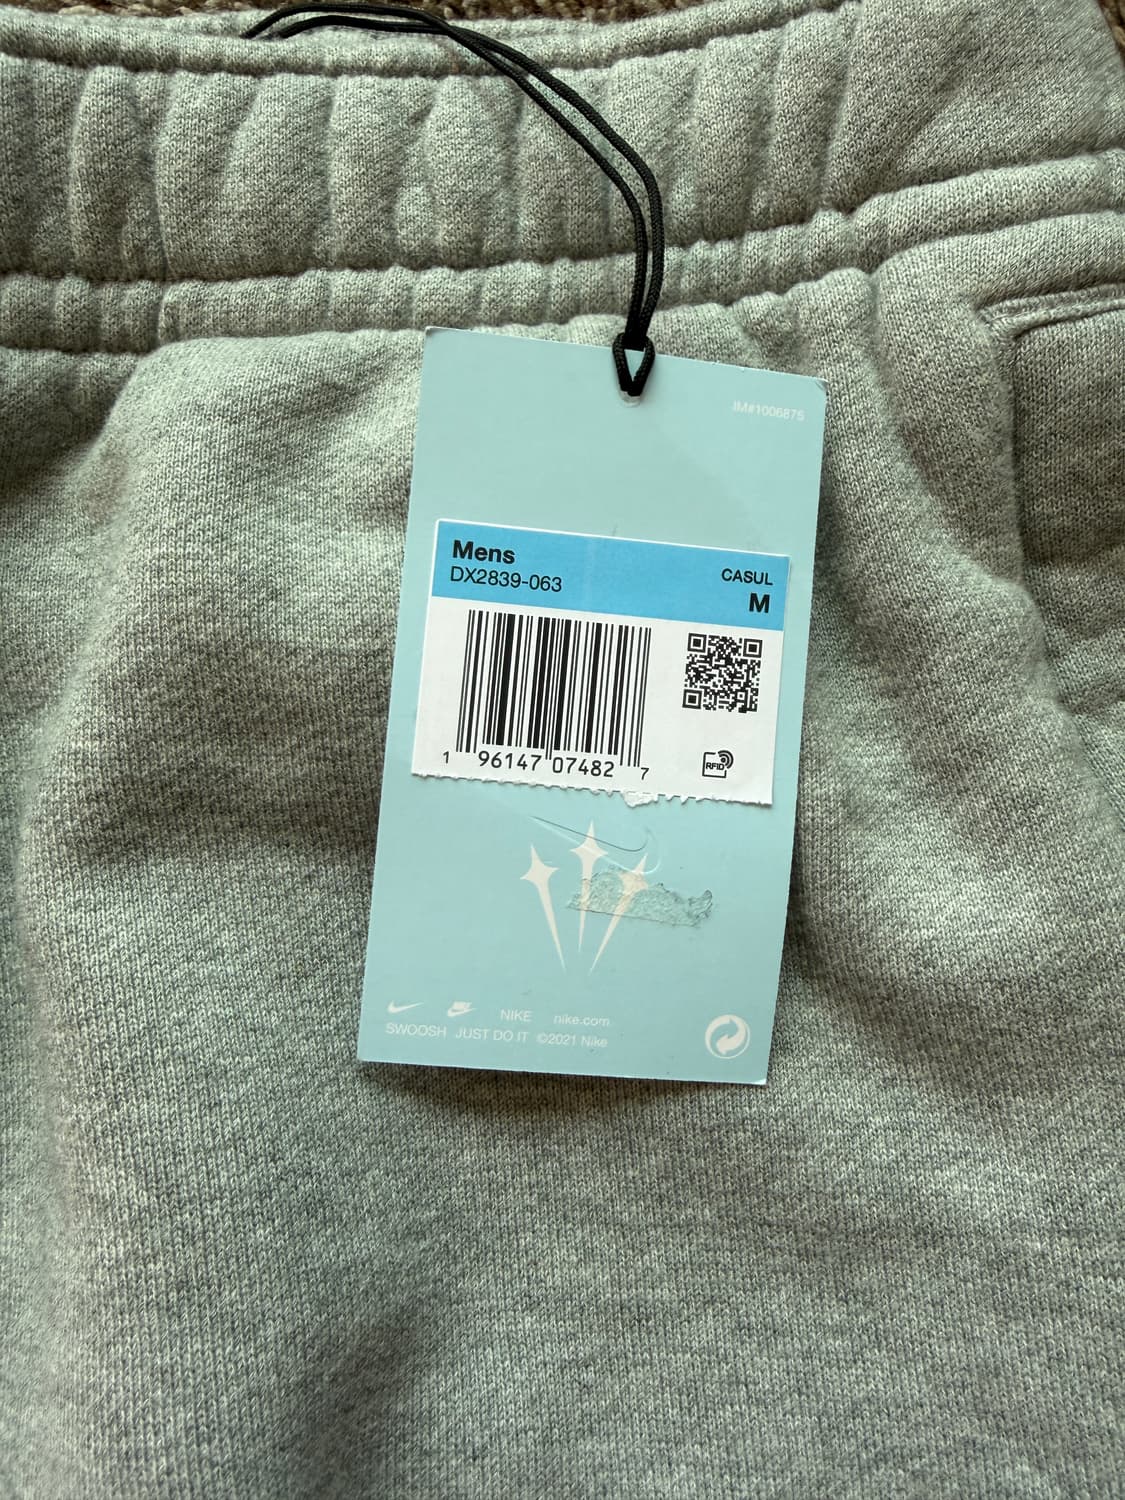 IM#1006875
Mens
DX2839-063
CASUL
M
1 96147 07482 7
RFID
NIKE nike.com
SWOOSH JUST DO IT ©2021 Nike